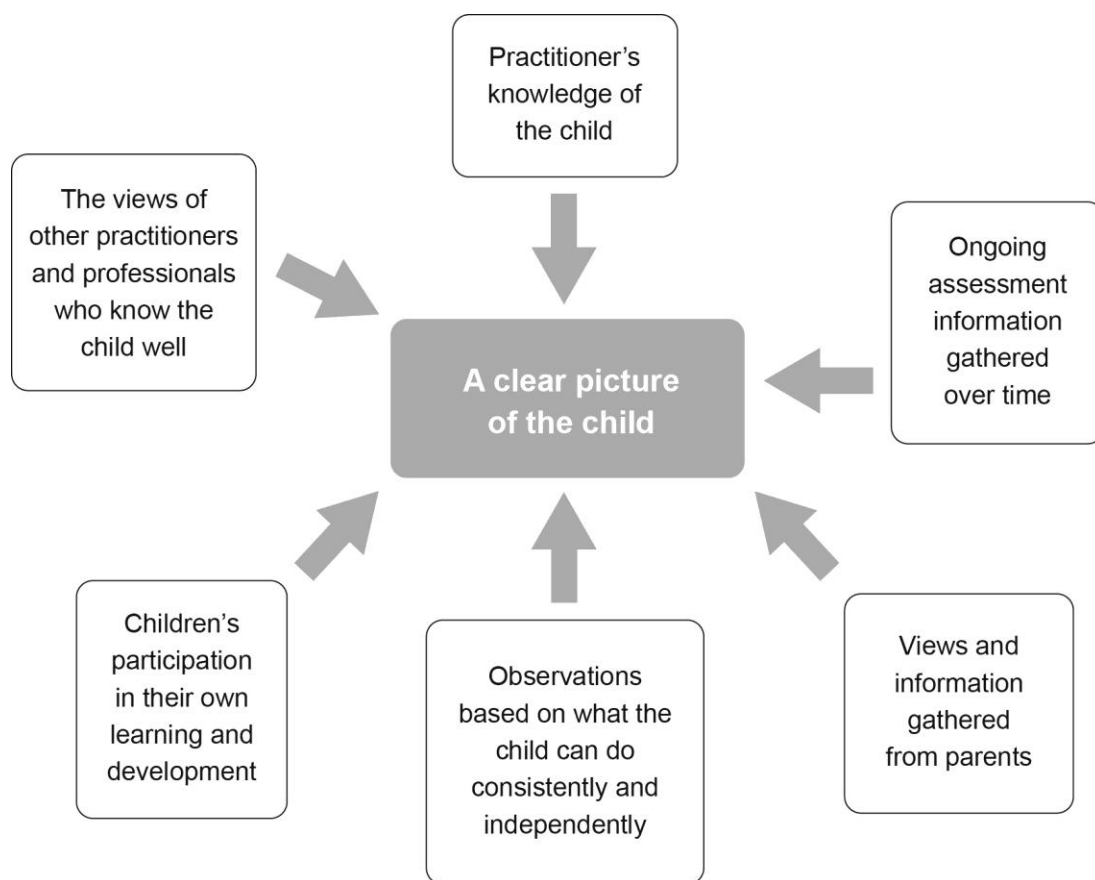 Practitioner’s
knowledge of
the child
The views of
other practitioners
and professionals
who know the
child well
Ongoing
assessment
information
gathered
over time
A clear picture
of the child
Children’s
participation
in their own
learning and
development
Observations
based on what the
child can do
consistently and
independently
Views and
information
gathered
from parents